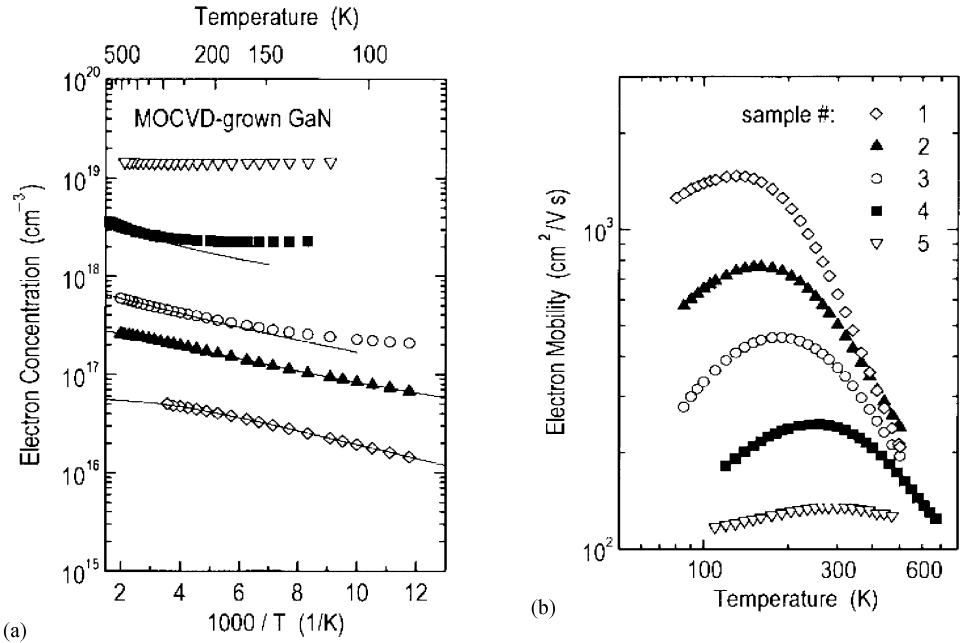 Temperature (K)
500 200 150 100
10^20
10^19
10^18
10^17
10^16
10^15
MOCVD-grown GaN
Electron Concentration (cm^−3)
2 4 6 8 10 12
1000 / T (1/K)
(a)
sample #: 1
2
3
4
5
10^3
10^2
Electron Mobility (cm^2/V s)
100 300 600
Temperature (K)
(b)